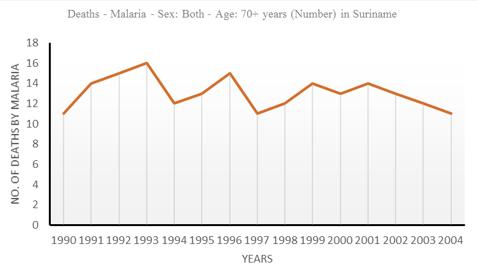 Deaths - Malaria - Sex: Both - Age: 70+ years (Number) in Suriname
NO. OF DEATHS BY MALARIA
18
16
14
12
10
8
6
4
2
0
1990 1991 1992 1993 1994 1995 1996 1997 1998 1999 2000 2001 2002 2003 2004
YEARS